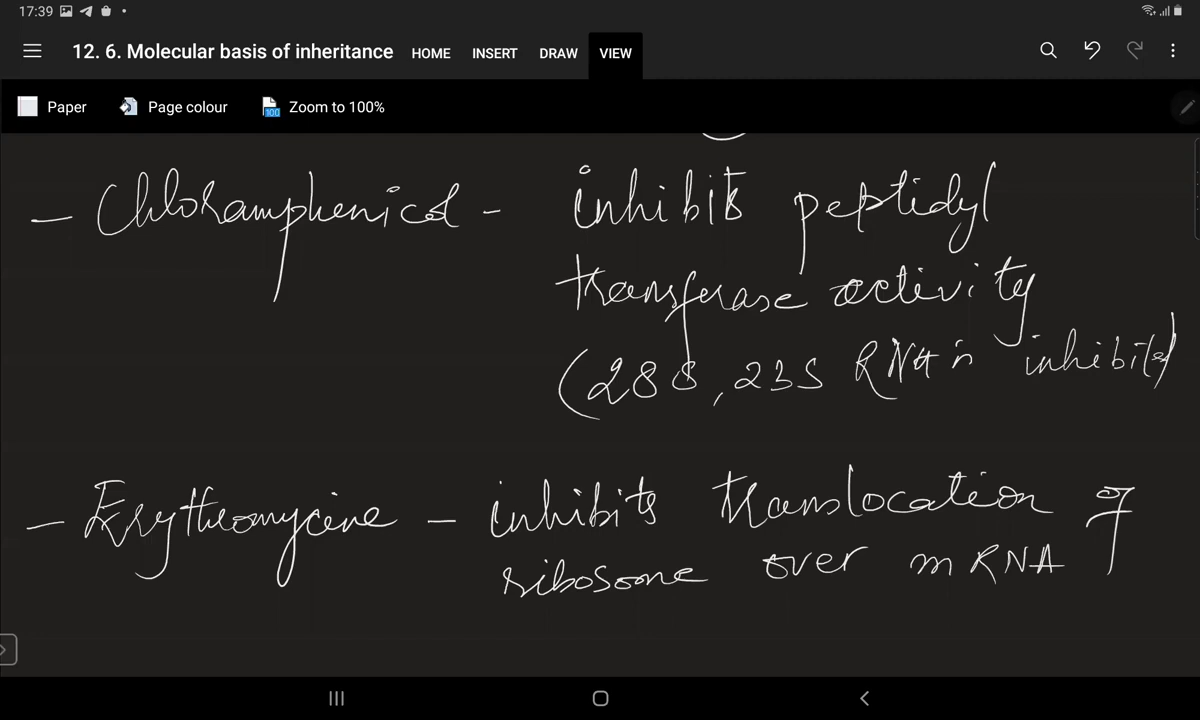 17:39
12. 6. Molecular basis of inheritance HOME INSERT DRAW VIEW
Paper Page colour Zoom to 100%
- Chloramphenicol - inhibits peptidyl
transferase activity
(28S, 23S RNA is inhibited)
- Erythromycine - inhibits translocation of
ribosome over mRNA